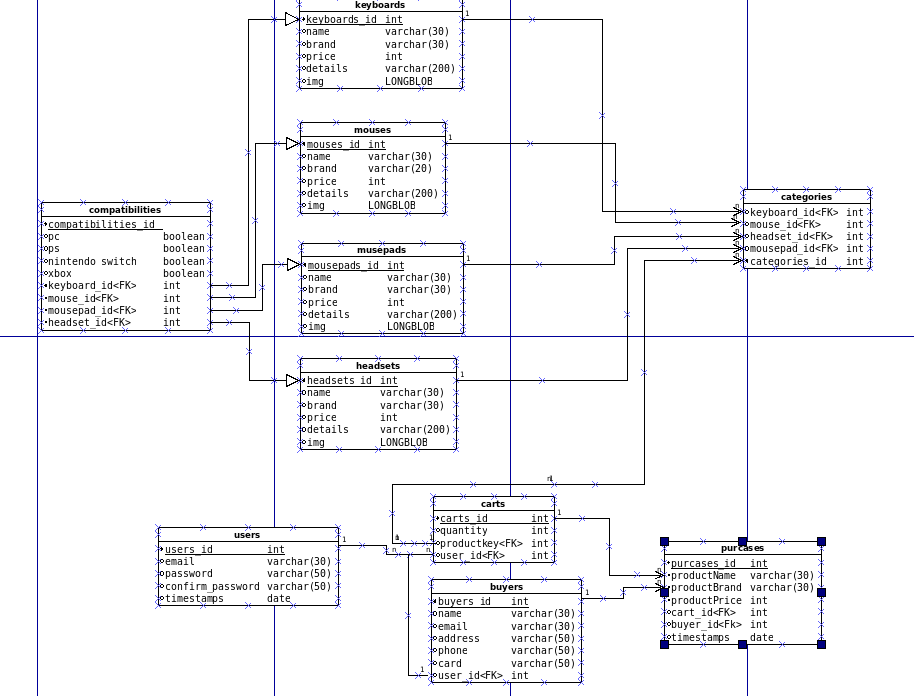 keyboards
keyboards_id int
name varchar(30)
brand varchar(30)
price int
details varchar(200)
img LONGBLOB
1
mouses
mouses_id int
name varchar(30)
brand varchar(20)
price int
details varchar(200)
img LONGBLOB
1
compatibilities
compatibilities_id
pc boolean
ps boolean
nintendo switch boolean
xbox boolean
keyboard_id<FK> int
mouse_id<FK> int
mousepad_id<FK> int
headset_id<FK> int
musepads
mousepads_id int
name varchar(30)
brand varchar(30)
price int
details varchar(200)
img LONGBLOB
1
categories
keyboard_id<FK> int
mouse_id<FK> int
headset_id<FK> int
mousepad_id<FK> int
categories_id int
n
n
n
n
n
headsets
headsets_id int
name varchar(30)
brand varchar(30)
price int
details varchar(200)
img LONGBLOB
1
users
users_id int
email varchar(30)
password varchar(50)
confirm_password varchar(50)
timestamps date
1
carts
carts_id int
quantity int
productkey<FK> int
user_id<FK> int
1
n
n
buyers
buyers_id int
name varchar(30)
email varchar(30)
address varchar(50)
phone varchar(50)
card varchar(50)
user_id<FK> int
1
1
purcases
purcases_id int
productName varchar(30)
productBrand varchar(30)
productPrice int
cart_id<FK> int
buyer_id<Fk> int
timestamps date